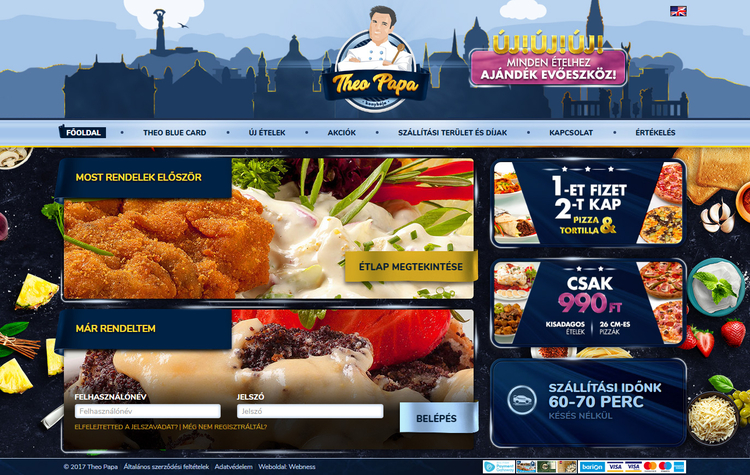 ÚJ!ÚJ!ÚJ!
MINDEN ÉTELHEZ
AJÁNDÉK EVŐESZKÖZ!
Theo Papa
konyhája
FŐOLDAL
THEO BLUE CARD
ÚJ ÉTELEK
AKCIÓK
SZÁLLÍTÁSI TERÜLET ÉS DÍJAK
KAPCSOLAT
ÉRTÉKELÉS
MOST RENDELEK ELŐSZÖR
ÉTLAP MEGTEKINTÉSE
1-ET FIZET
2-T KAP
PIZZA &
TORTILLA
CSAK
990 FT
KISADAGOS
ÉTELEK
26 CM-ES
PIZZÁK
MÁR RENDELTEM
FELHASZNÁLÓNÉV
JELSZÓ
Felhasználónév
Jelszó
BELÉPÉS
ELFELEJTETTED A JELSZAVADAT? | MÉG NEM REGISZTRÁLTÁL?
SZÁLLÍTÁSI IDŐNK
60-70 PERC
KÉSÉS NÉLKÜL
© 2017 Theo Papa Általános szerződési feltételek Adatvédelem Weboldal: Webness
barion VISA VISA